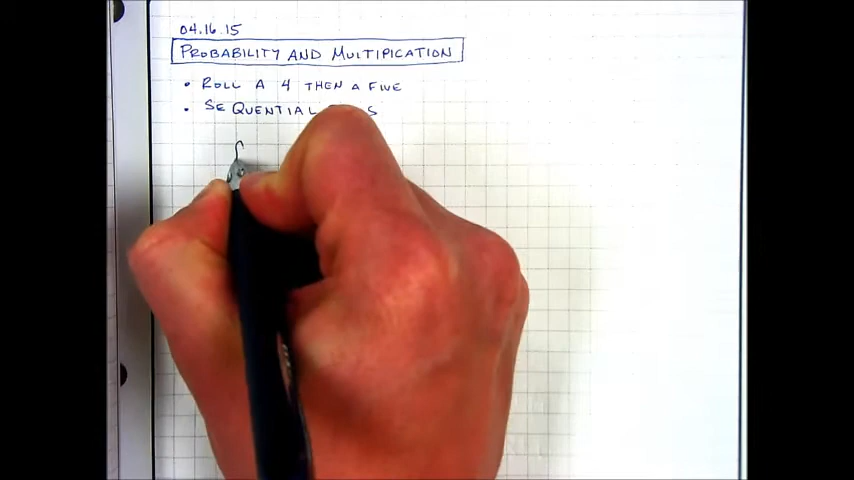 04.16.15
PROBABILITY AND MULTIPICATION
• ROLL A 4 THEN A FIVE
• SEQUENTIAL